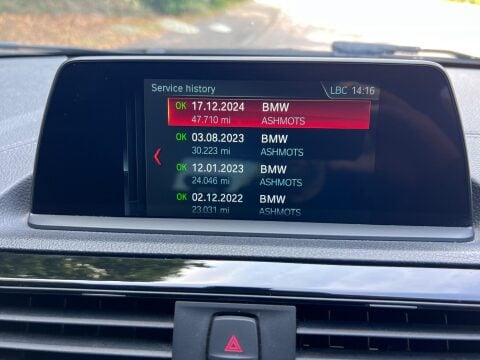 Service history LBC 14:16
OK 17.12.2024 BMW
47.710 mi ASHMOTS
OK 03.08.2023 BMW
30.223 mi ASHMOTS
OK 12.01.2023 BMW
24.046 mi ASHMOTS
OK 02.12.2022 BMW
23.031 mi ASHMOTS